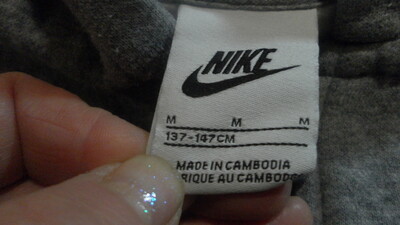 NIKE
M M M
137-147CM
MADE IN CAMBODIA
RIQUE AU CAMBODGE